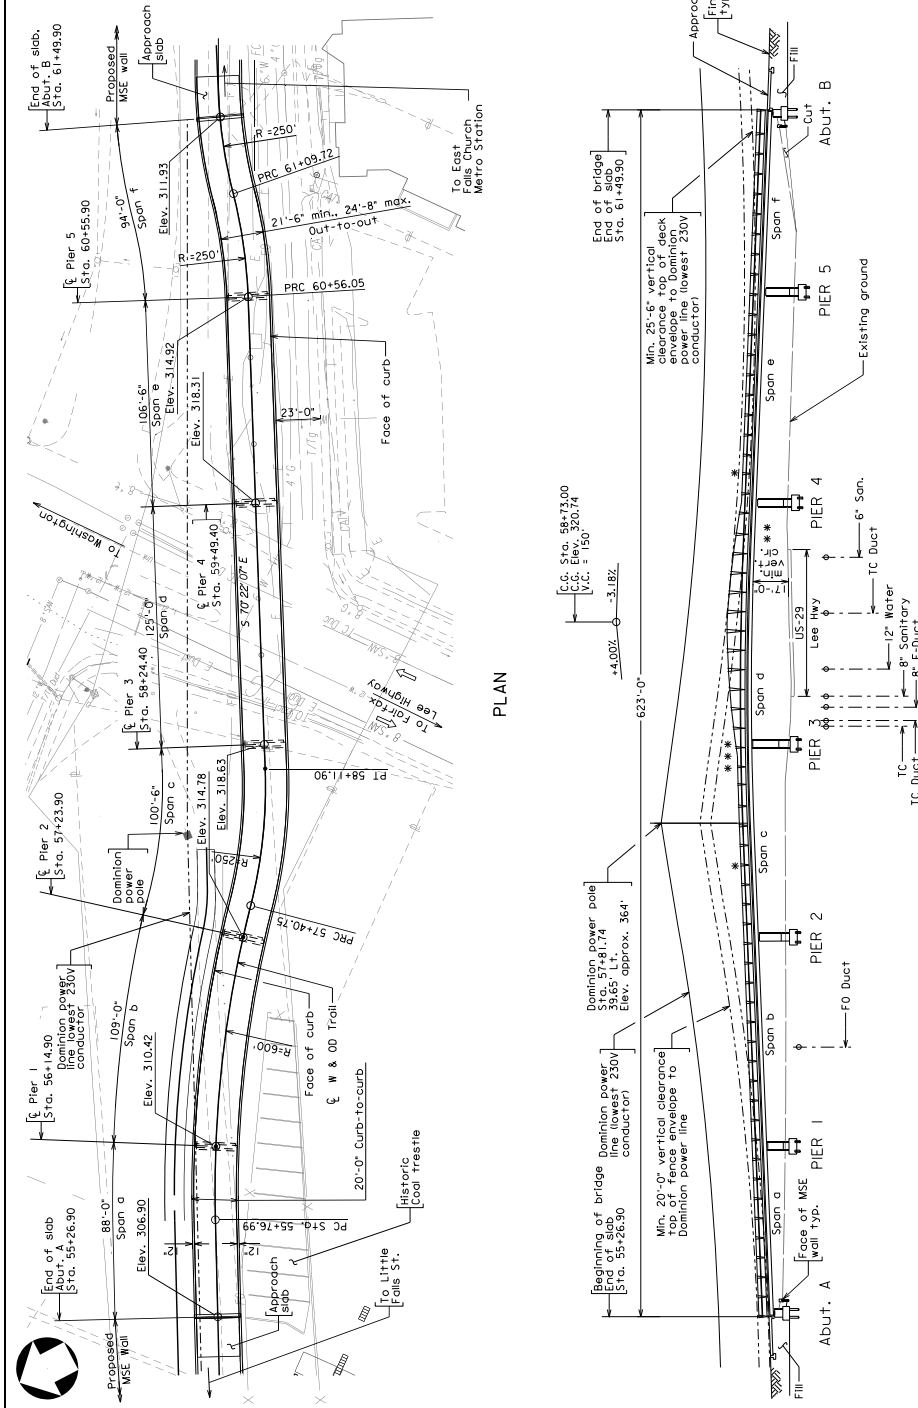 End of slab.
Abut. B
Sta. 61+49.90
Proposed
MSE wall
Approach
slab
94'-0"
Span f
Elev. 311.93
R =250'
PRC 61+09.72
To East
Falls Church
Metro Station
21'-6" min., 24'-8" max.
Out-to-out
℄ Pier 5
Sta. 60+55.90
R =250'
PRC 60+56.05
106'-6"
Span e
Elev. 314.92
Elev. 318.31
23'-0"
Face of curb
To Washington
℄ Pier 4
Sta. 59+49.40
S 70°22'07" E
125'-0"
Span d
℄ Pier 3
Sta. 58+24.40
To Fairfax
Lee Highway
PT 58+11.90
100'-6"
Span c
Elev. 314.78
Elev. 318.63
℄ Pier 2
Sta. 57+23.90
Dominion
power
pole
R=250'
PRC 57+40.75
Dominion power
line (lowest 230V
conductor)
109'-0"
Span b
℄ Pier 1
Sta. 56+14.90
Elev. 310.42
R=600'
Face of curb
℄ W & OD Trail
20'-0" Curb-to-curb
88'-0"
Span a
Elev. 306.90
PC Sta. 55+76.99
12"
12"
Historic
Coal trestle
End of slab
Abut. A
Sta. 55+26.90
Approach
slab
To Little
Falls St.
Proposed
MSE Wall
PLAN
Fill
Cut
Abut. B
End of bridge
End of slab
Sta. 61+49.90
Min. 25'-6" vertical
clearance top of deck
envelope to Dominion
power line (lowest 230V
conductor)
Span f
PIER 5
Existing ground
Span e
C.G. Sta. 58+73.00
C.G. Elev. 320.74
V.C. = 150'
+4.00%
-3.18%
*
PIER 4
* *
17'-0"
min.
vert.
clr.
US-29
Lee Hwy
6" San.
TC Duct
12" Water
8" Sanitary
TC
TC Duct
623'-0"
Span d
PIER 3
* * *
Span c
*
Dominion power pole
Sta. 57+81.74
39.65' Lt.
Elev approx. 364'
PIER 2
Dominion power
line (lowest 230V
conductor)
Span b
FO Duct
Min. 20'-0" vertical clearance
top of fence envelope to
Dominion power line
PIER 1
Beginning of bridge
End of slab
Sta. 55+26.90
Span a
Face of MSE
wall typ.
Abut. A
Fill